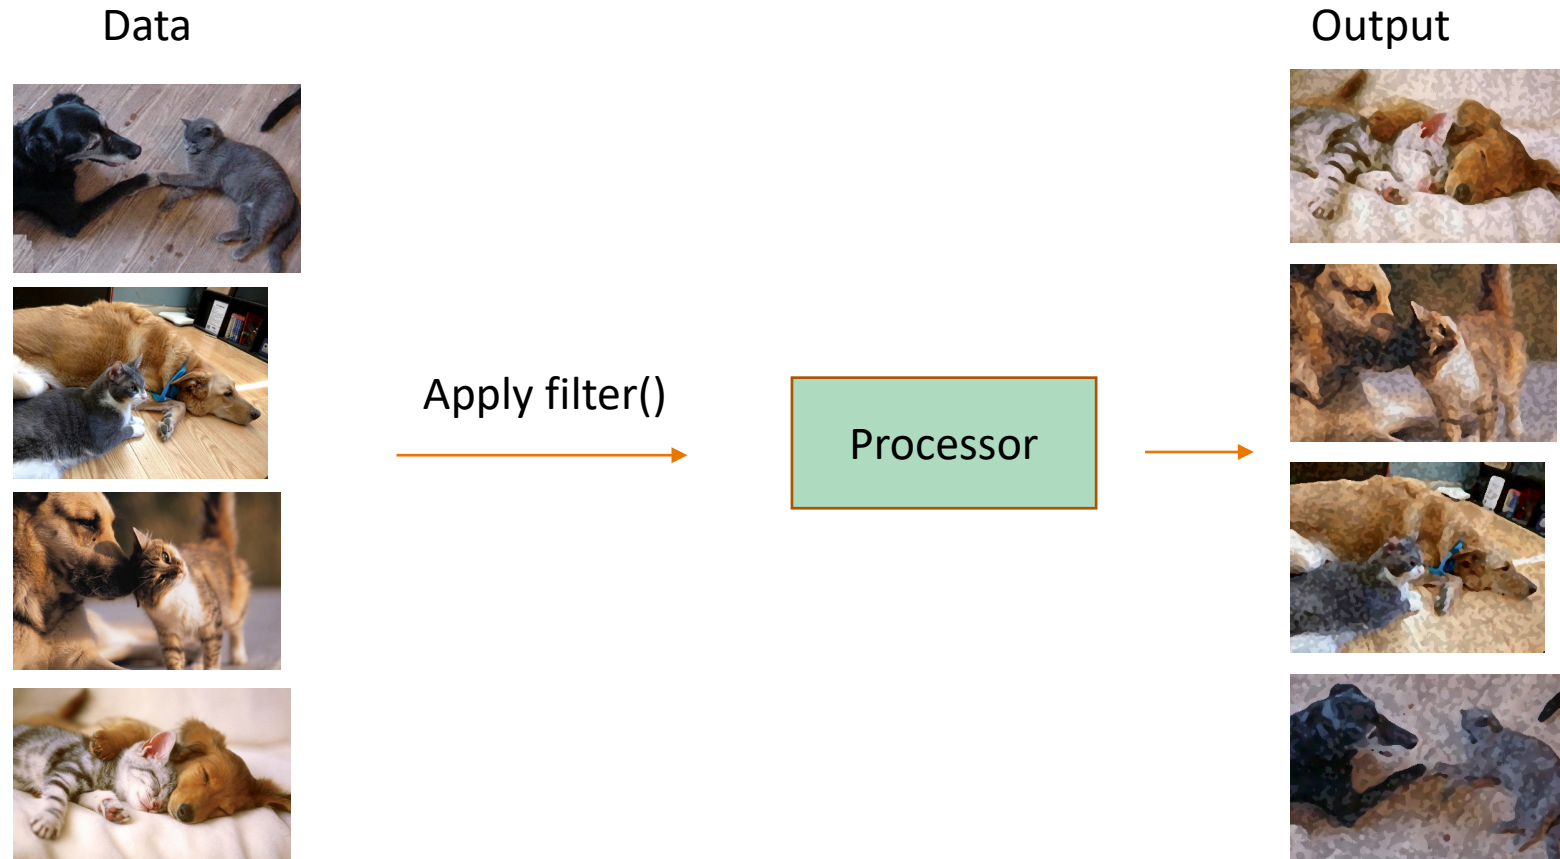 Data
Output
Apply filter()
Processor